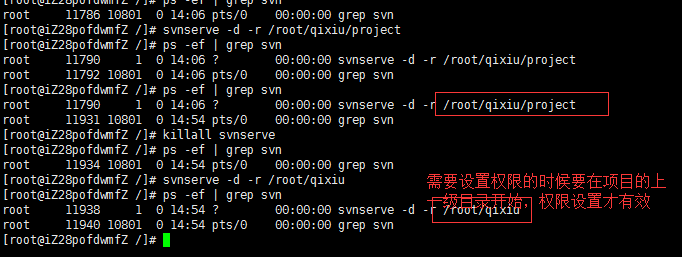 [root@iZ28pofdwmfZ /]# ps -ef | grep svn
root     11786 10801  0 14:06 pts/0    00:00:00 grep svn
[root@iZ28pofdwmfZ /]# svnserve -d -r /root/qixiu/project
[root@iZ28pofdwmfZ /]# ps -ef | grep svn
root     11790     1  0 14:06 ?        00:00:00 svnserve -d -r /root/qixiu/project
root     11792 10801  0 14:06 pts/0    00:00:00 grep svn
[root@iZ28pofdwmfZ /]# ps -ef | grep svn
root     11790     1  0 14:06 ?        00:00:00 svnserve -d -r /root/qixiu/project
root     11931 10801  0 14:54 pts/0    00:00:00 grep svn
[root@iZ28pofdwmfZ /]# killall svnserve
[root@iZ28pofdwmfZ /]# ps -ef | grep svn
root     11934 10801  0 14:54 pts/0    00:00:00 grep svn
[root@iZ28pofdwmfZ /]# svnserve -d -r /root/qixiu
[root@iZ28pofdwmfZ /]# ps -ef | grep svn
root     11938     1  0 14:54 ?        00:00:00 svnserve -d -r /root/qixiu
root     11940 10801  0 14:54 pts/0    00:00:00 grep svn
[root@iZ28pofdwmfZ /]#
需要设置权限的时候要在项目的上
一级目录开始，权限设置才有效